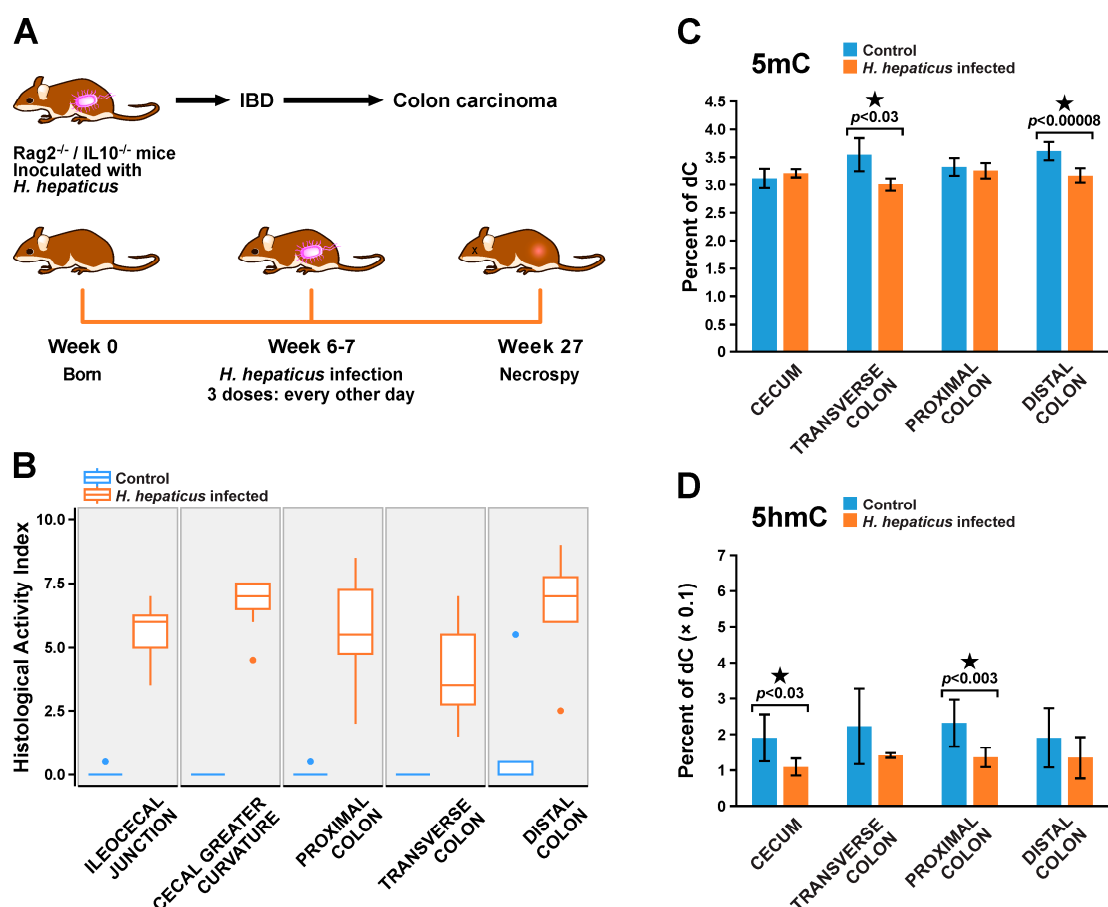 A
IBD
Colon carcinoma
Rag2-/- / IL10-/- mice
Inoculated with
H. hepaticus
x
Week 0
Week 6-7
Week 27
Born
H. hepaticus infection
3 doses: every other day
Necrospy
B
Control
H. hepaticus infected
Histological Activity Index
10.0
7.5
5.0
2.5
0.0
ILEOCECAL
JUNCTION
CECAL GREATER
CURVATURE
PROXIMAL
COLON
TRANSVERSE
COLON
DISTAL
COLON
C
5mC
Control
H. hepaticus infected
Percent of dC
4.5
4.0
3.5
3.0
2.5
2.0
1.5
1.0
0.5
0
p<0.03
p<0.00008
CECUM
TRANSVERSE
COLON
PROXIMAL
COLON
DISTAL
COLON
D
5hmC
Control
H. hepaticus infected
Percent of dC (× 0.1)
7
6
5
4
3
2
1
0
p<0.03
p<0.003
CECUM
TRANSVERSE
COLON
PROXIMAL
COLON
DISTAL
COLON